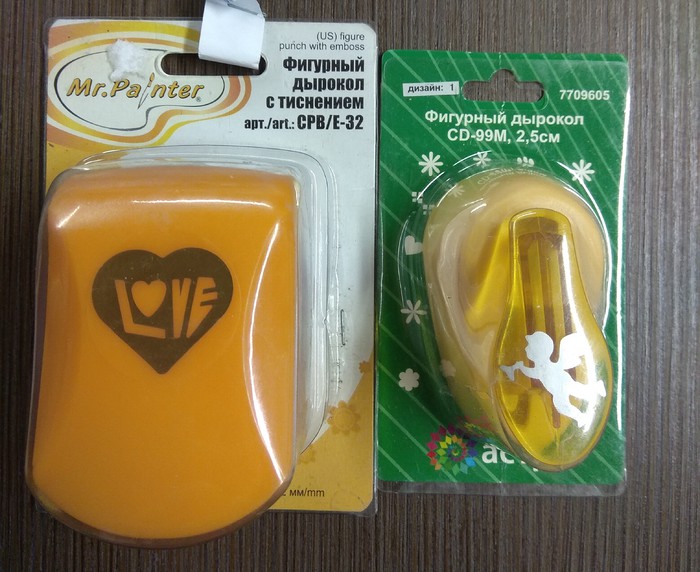 (US) figure
punch with emboss
Mr.Painter®
Фигурный
дырокол
с тиснением
арт./art.: CPB/E-32
LOVE
мм/mm
дизайн: 1
7709605
Фигурный дырокол
CD-99M, 2,5см